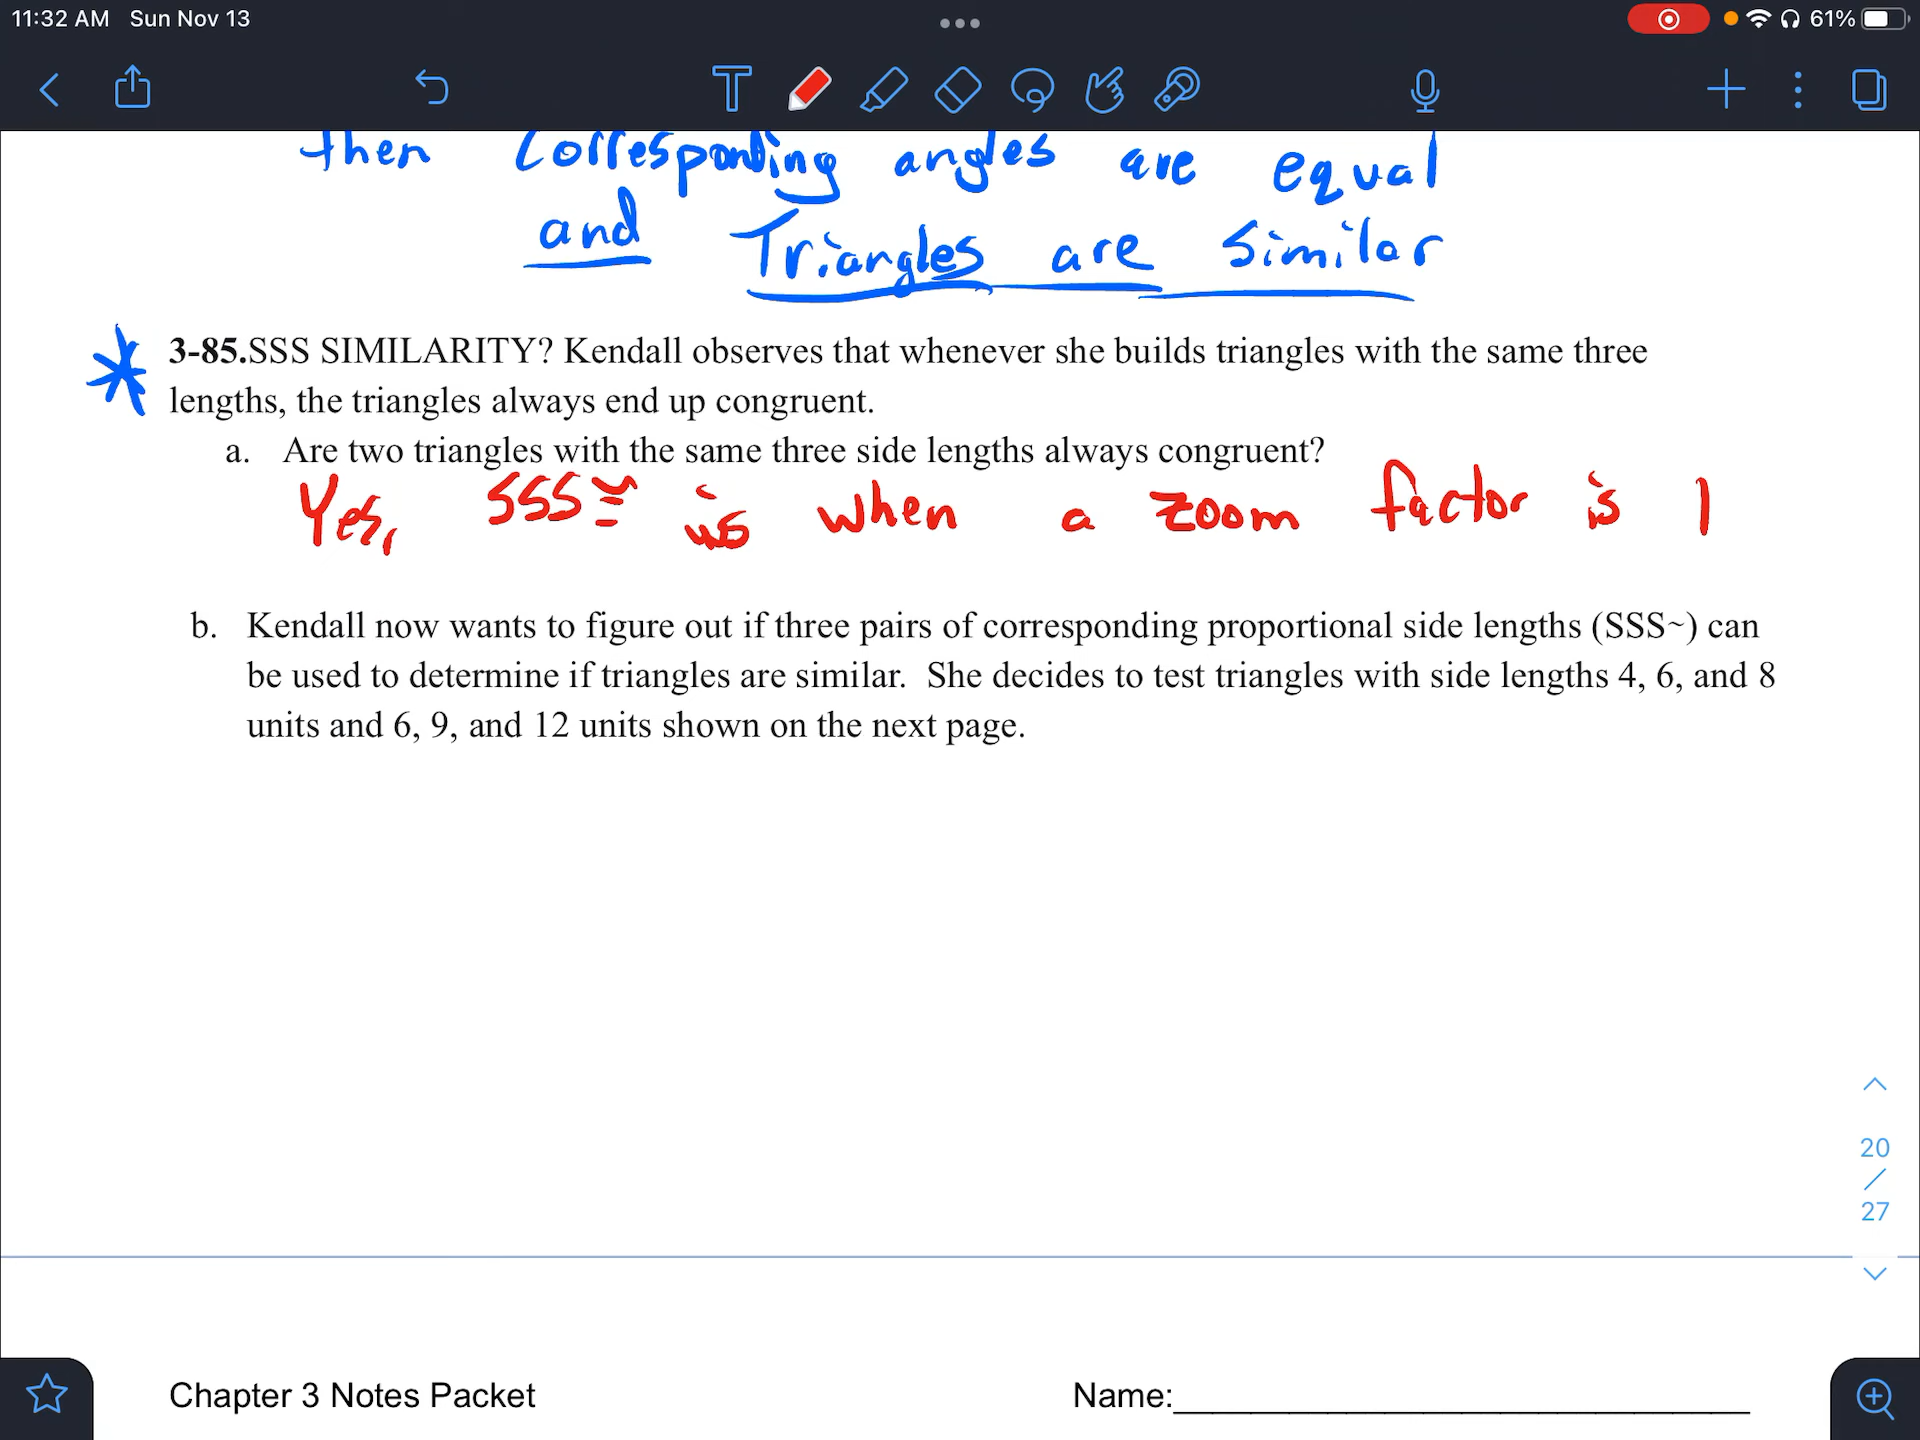 11:32 AM Sun Nov 13
61%
then corresponding angles are equal
and Triangles are similar
3-85.SSS SIMILARITY? Kendall observes that whenever she builds triangles with the same three
lengths, the triangles always end up congruent.
a. Are two triangles with the same three side lengths always congruent?
Yes, SSS≅ is when a zoom factor is 1
b. Kendall now wants to figure out if three pairs of corresponding proportional side lengths (SSS~) can
be used to determine if triangles are similar. She decides to test triangles with side lengths 4, 6, and 8
units and 6, 9, and 12 units shown on the next page.
20
/
27
Chapter 3 Notes Packet Name:______________________________